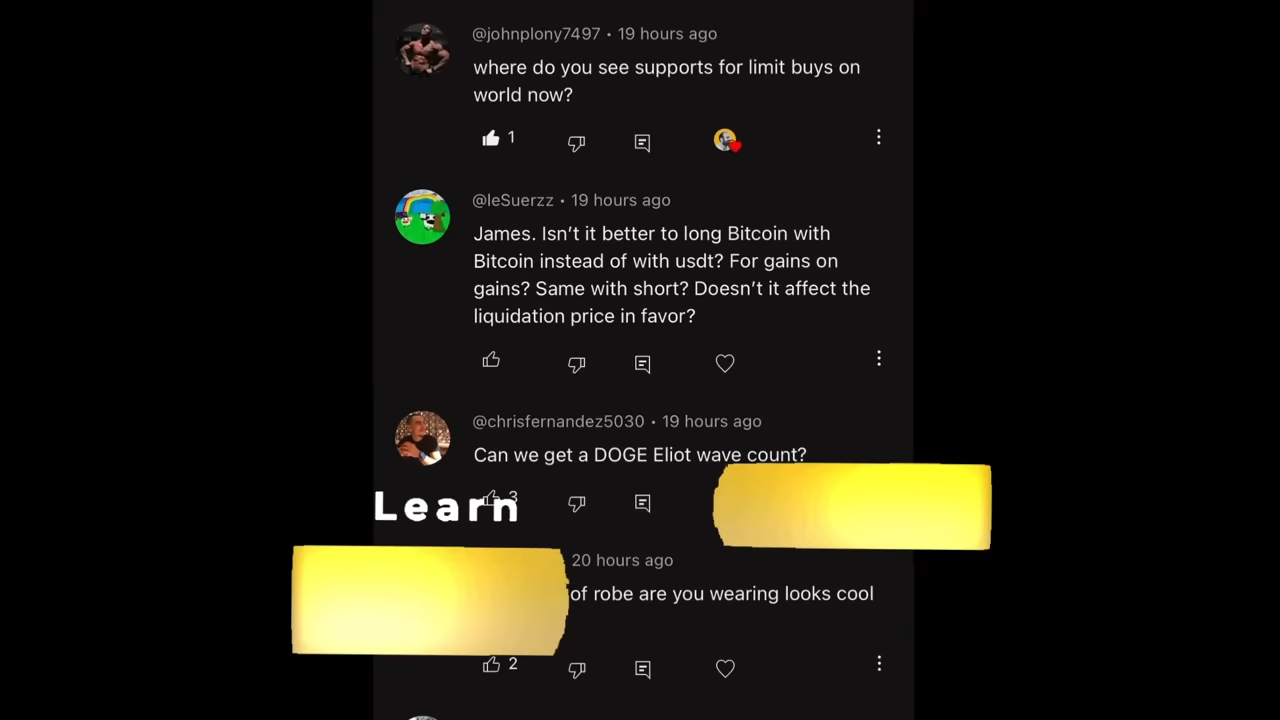 @johnplony7497 • 19 hours ago
where do you see supports for limit buys on
world now?
1
@leSuerzz • 19 hours ago
James. Isn't it better to long Bitcoin with
Bitcoin instead of with usdt? For gains on
gains? Same with short? Doesn't it affect the
liquidation price in favor?
@chrisfernandez5030 • 19 hours ago
Can we get a DOGE Eliot wave count?
3
Learn
20 hours ago
of robe are you wearing looks cool
2